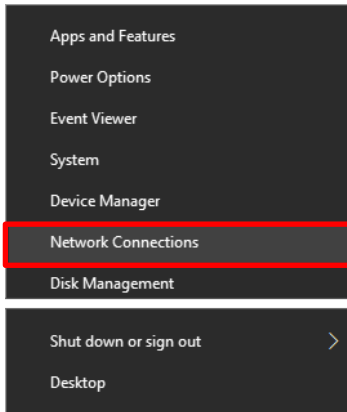 Apps and Features
Power Options
Event Viewer
System
Device Manager
Network Connections
Disk Management
Shut down or sign out
Desktop